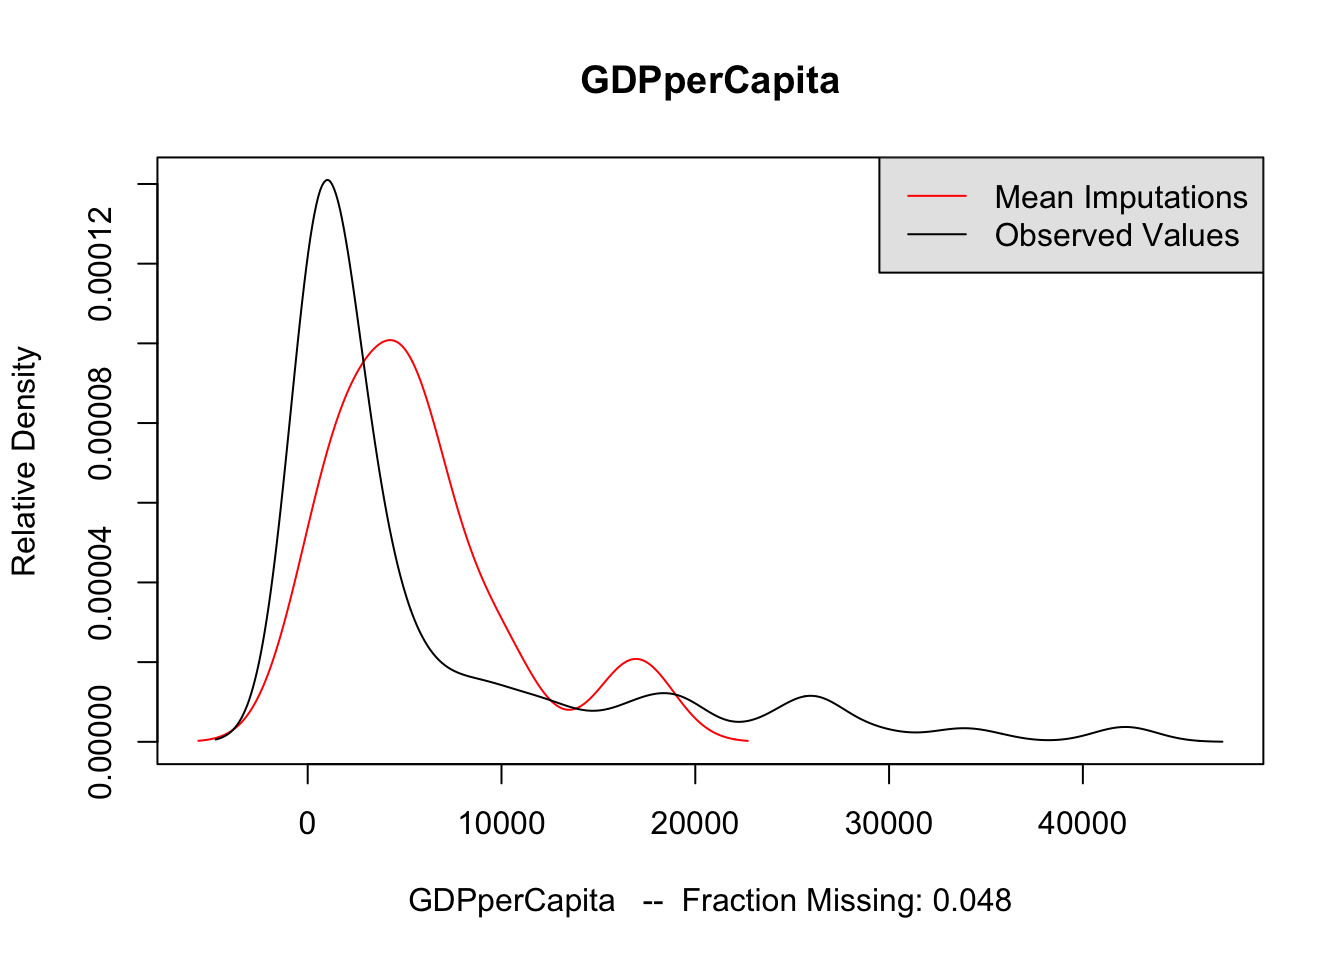 GDPperCapita
Mean Imputations
Observed Values
Relative Density
0.00012
0.00008
0.00004
0.00000
0 10000 20000 30000 40000
GDPperCapita -- Fraction Missing: 0.048